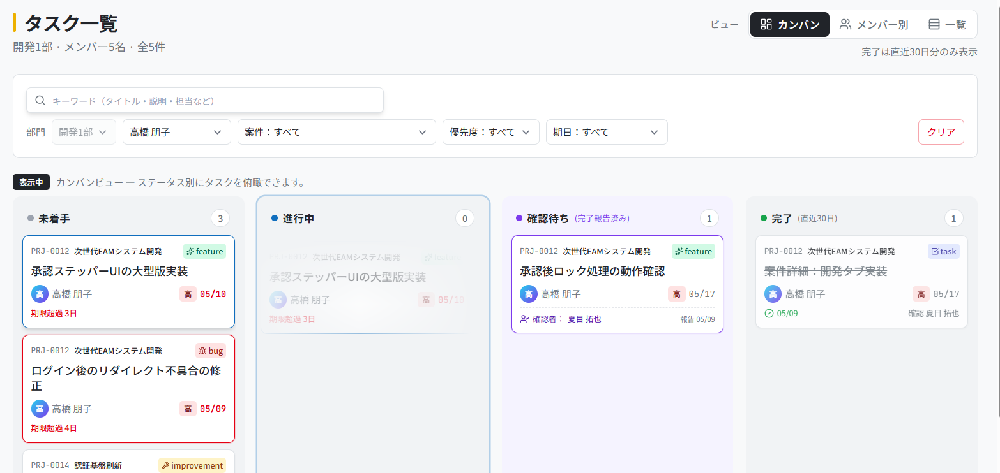 タスク一覧
開発1部 · メンバー5名 · 全5件
ビュー カンバン メンバー別 一覧
完了は直近30日分のみ表示
キーワード（タイトル・説明・担当など）
部門 開発1部 高橋 朋子 案件：すべて 優先度：すべて 期日：すべて クリア
表示中 カンバンビュー — ステータス別にタスクを俯瞰できます。
未着手 3
PRJ-0012 次世代EAMシステム開発 feature
承認ステッパーUIの大型版実装
高 高橋 朋子 高 05/10
期限超過 3日
PRJ-0012 次世代EAMシステム開発 bug
ログイン後のリダイレクト不具合の修
正
高 高橋 朋子 高 05/09
期限超過 4日
PRJ-0014 認証基盤刷新 improvement
進行中 0
PRJ-0012 次世代EAMシステム開発 feature
承認ステッパーUIの大型版実装
高 高橋 朋子 高 05/10
期限超過 3日
確認待ち (完了報告済み) 1
PRJ-0012 次世代EAMシステム開発 feature
承認後ロック処理の動作確認
高 高橋 朋子 高 05/17
確認者： 夏目 拓也 報告 05/09
完了 (直近30日) 1
PRJ-0012 次世代EAMシステム開発 task
案件詳細：開発タブ実装
高 高橋 朋子 高 05/17
05/09 確認 夏目 拓也